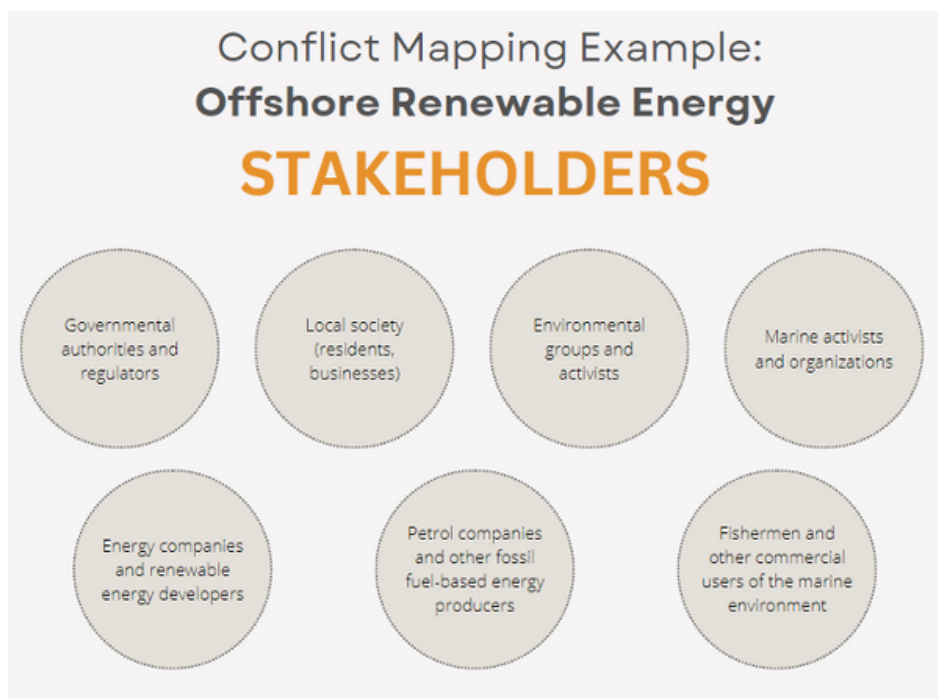 Conflict Mapping Example:
Offshore Renewable Energy
STAKEHOLDERS
Governmental
authorities and
regulators
Local society
(residents,
businesses)
Environmental
groups and
activists
Marine activists
and organizations
Energy companies
and renewable
energy developers
Petrol companies
and other fossil
fuel-based energy
producers
Fishermen and
other commercial
users of the marine
environment